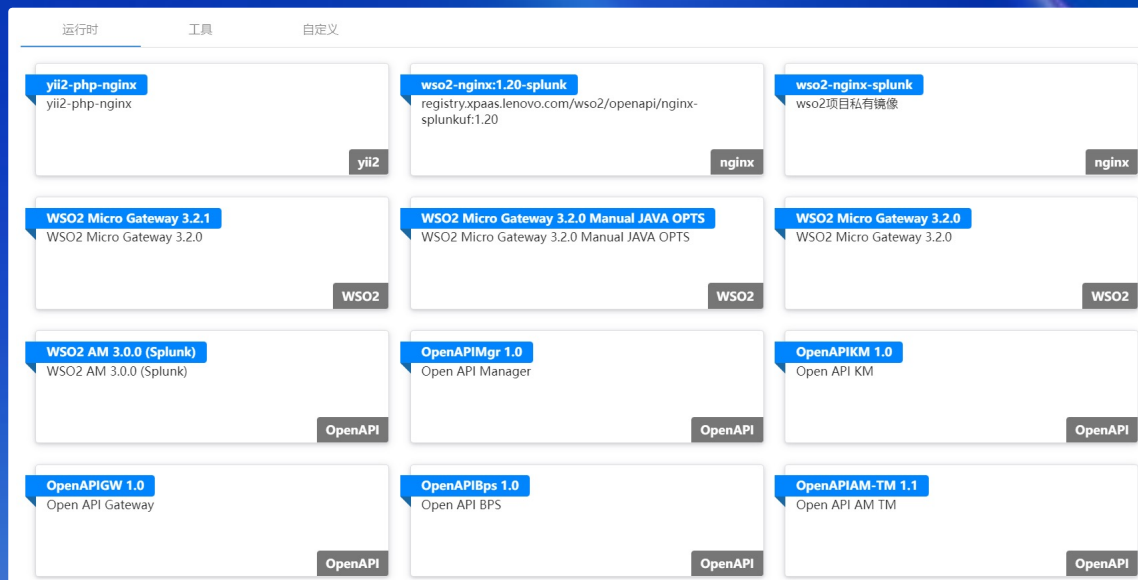 运行时
工具
自定义
yii2-php-nginx
yii2-php-nginx
yii2
wso2-nginx:1.20-splunk
registry.xpaas.lenovo.com/wso2/openapi/nginx-
splunkuf:1.20
nginx
wso2-nginx-splunk
wso2项目私有镜像
nginx
WSO2 Micro Gateway 3.2.1
WSO2 Micro Gateway 3.2.0
WSO2
WSO2 Micro Gateway 3.2.0 Manual JAVA OPTS
WSO2 Micro Gateway 3.2.0 Manual JAVA OPTS
WSO2
WSO2 Micro Gateway 3.2.0
WSO2 Micro Gateway 3.2.0
WSO2
WSO2 AM 3.0.0 (Splunk)
WSO2 AM 3.0.0 (Splunk)
OpenAPI
OpenAPIMgr 1.0
Open API Manager
OpenAPI
OpenAPIKM 1.0
Open API KM
OpenAPI
OpenAPIGW 1.0
Open API Gateway
OpenAPI
OpenAPIBps 1.0
Open API BPS
OpenAPI
OpenAPIAM-TM 1.1
Open API AM TM
OpenAPI